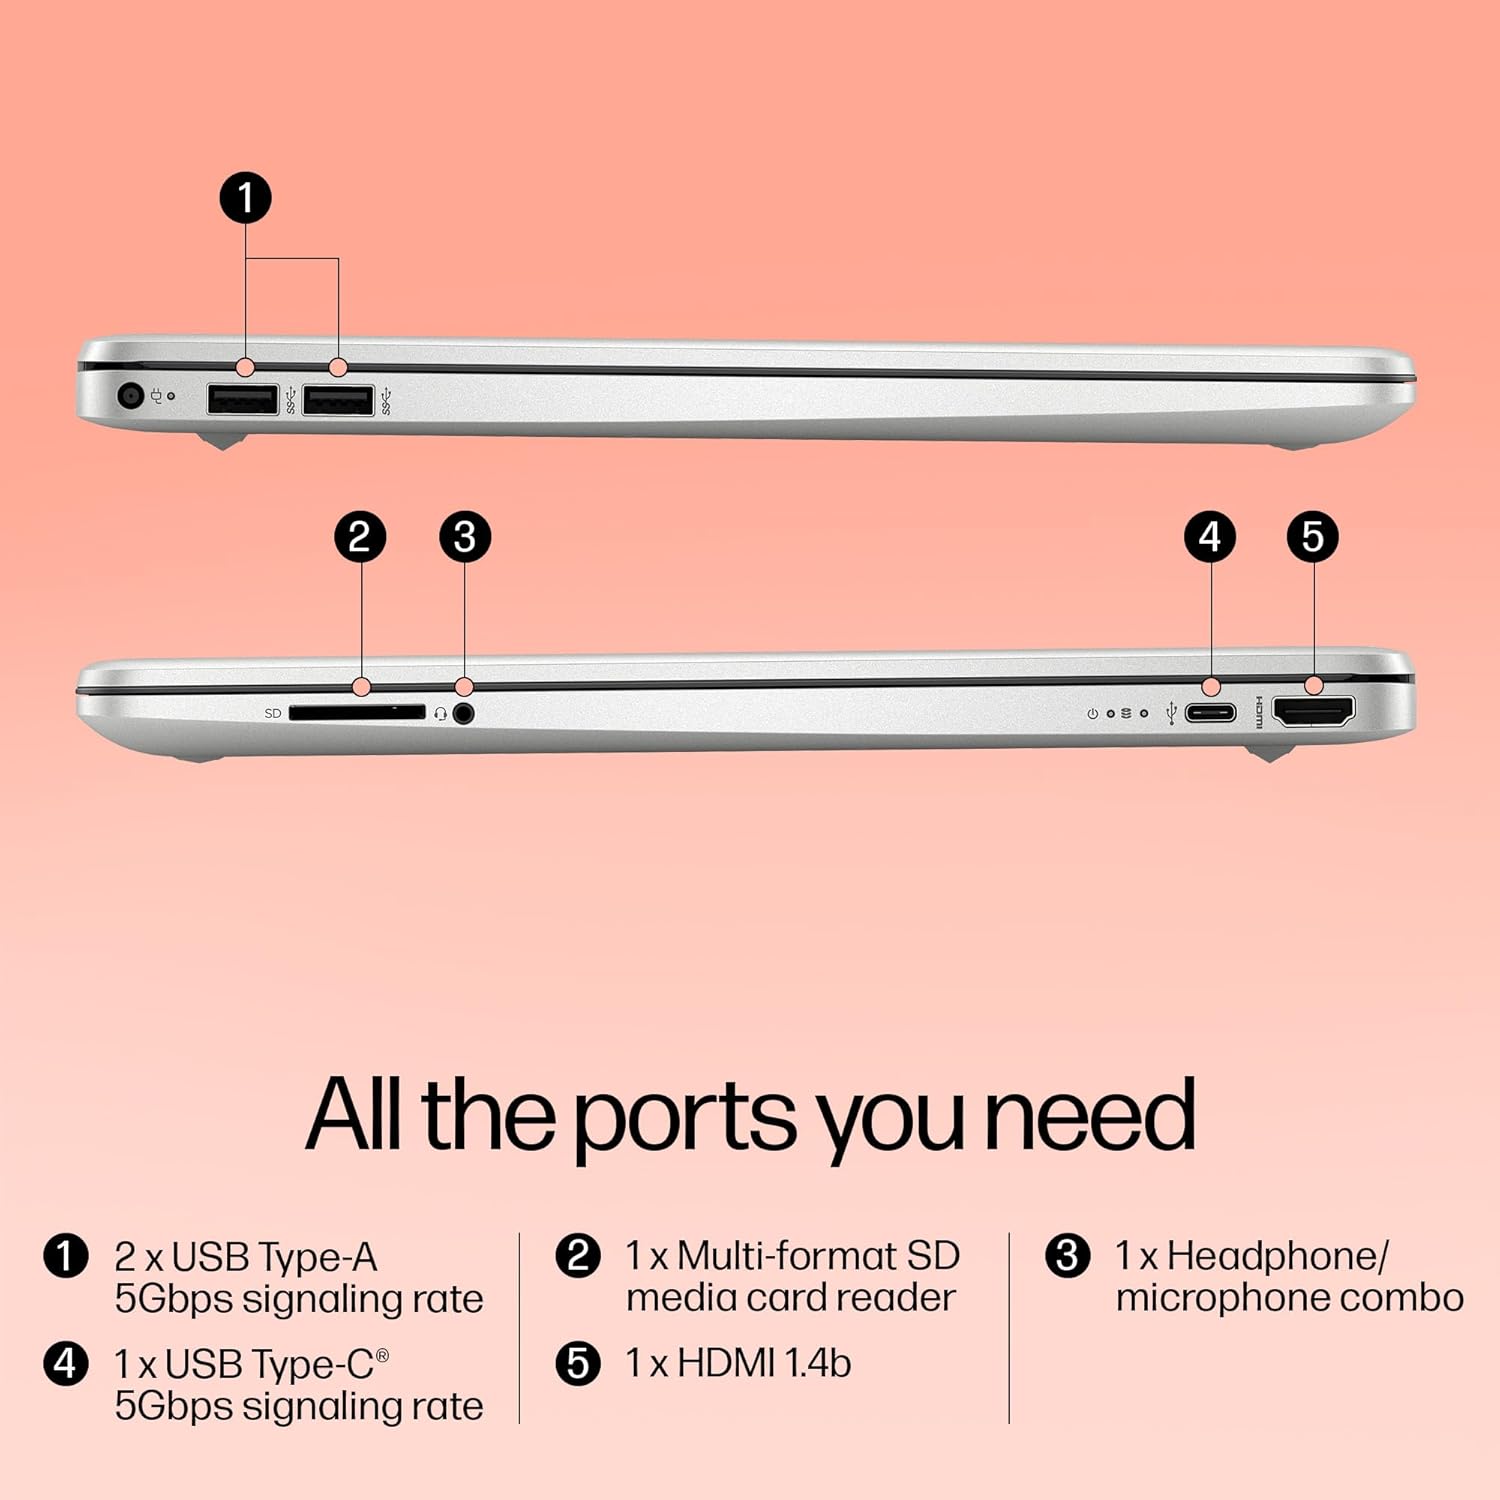 1
2
3
4
5
SD
HDMI
All the ports you need
1 2 x USB Type-A
5Gbps signaling rate
2 1 x Multi-format SD
media card reader
3 1 x Headphone/
microphone combo
4 1 x USB Type-C®
5Gbps signaling rate
5 1 x HDMI 1.4b